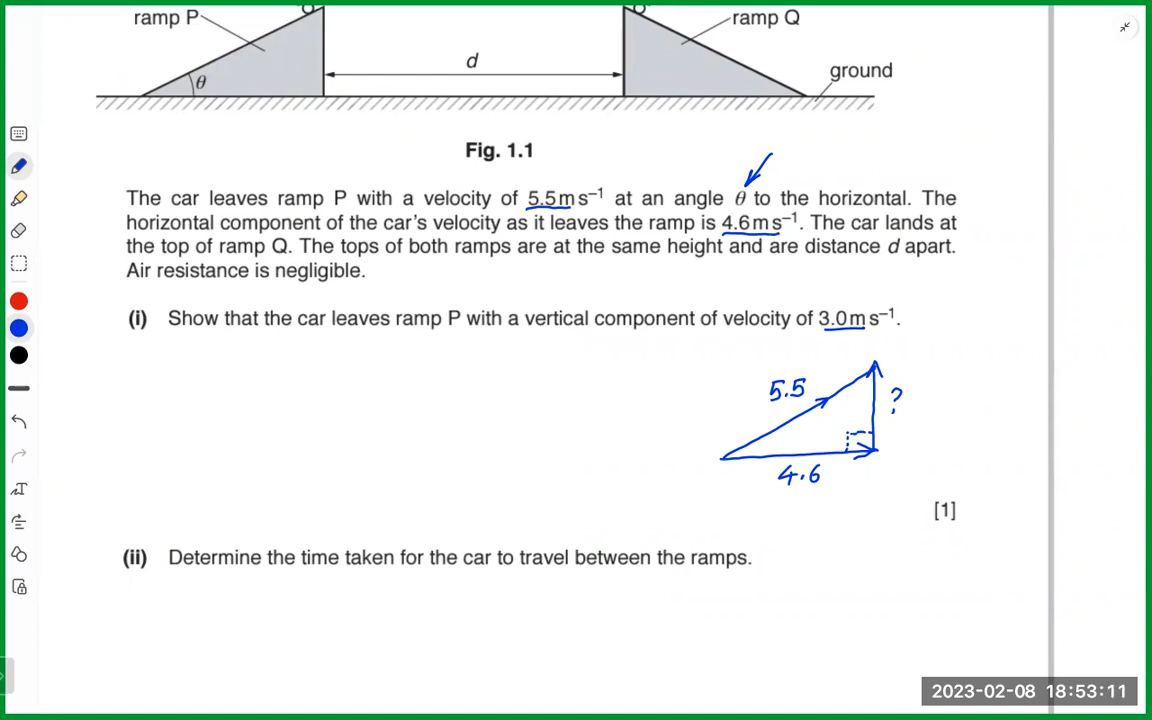 ramp P
ramp Q
d
θ
ground
Fig. 1.1
The car leaves ramp P with a velocity of 5.5 m s⁻¹ at an angle θ to the horizontal. The
horizontal component of the car's velocity as it leaves the ramp is 4.6 m s⁻¹. The car lands at
the top of ramp Q. The tops of both ramps are at the same height and are distance d apart.
Air resistance is negligible.
(i) Show that the car leaves ramp P with a vertical component of velocity of 3.0 m s⁻¹.
5.5
?
4.6
[1]
(ii) Determine the time taken for the car to travel between the ramps.
2023-02-08 18:53:11